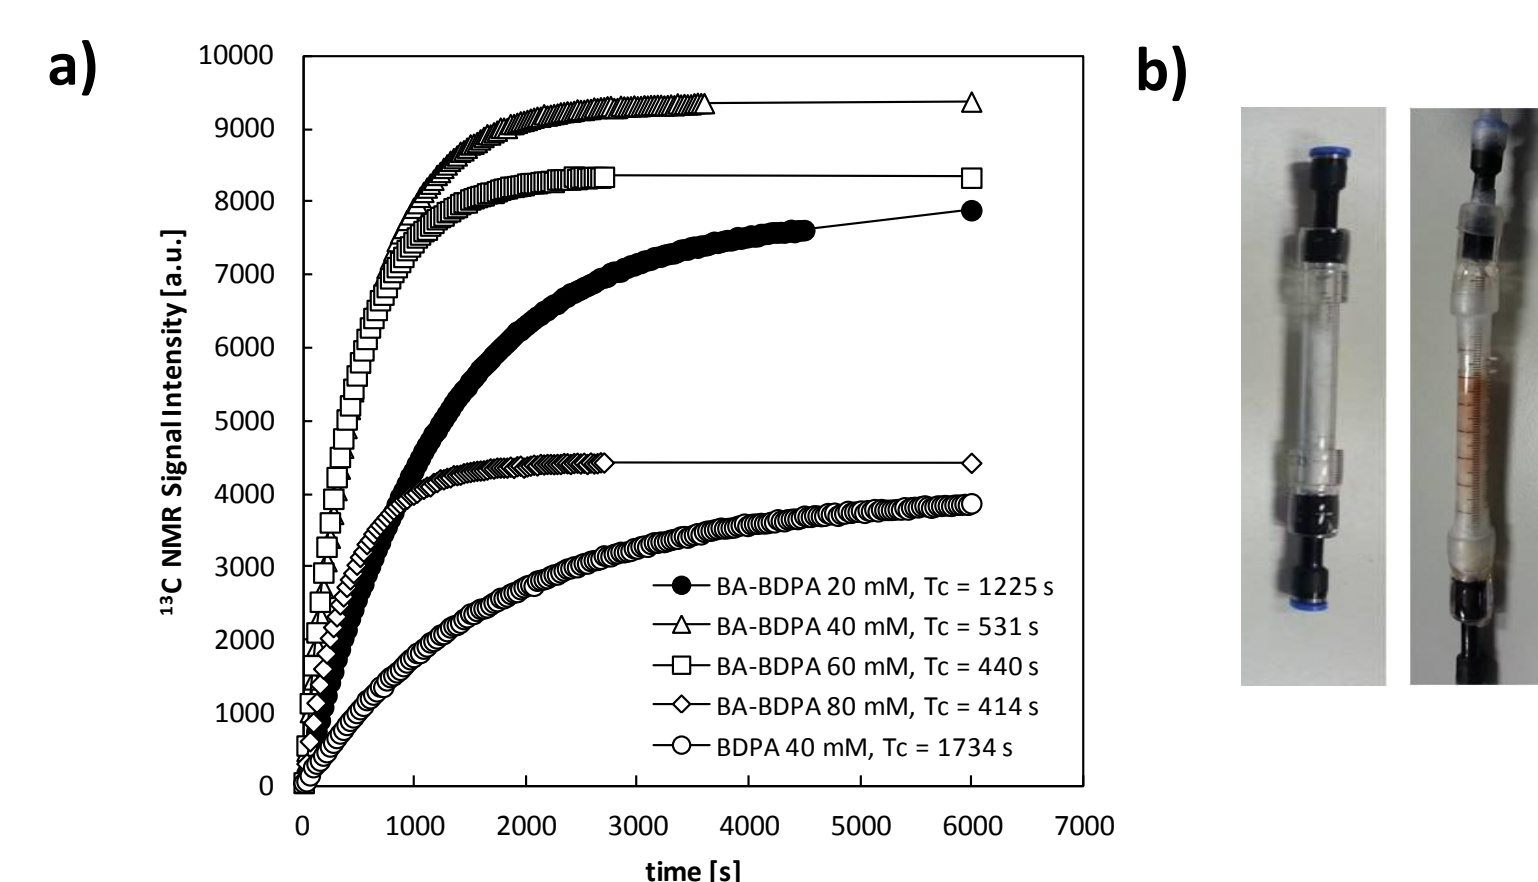 a)
b)
10000
9000
8000
7000
6000
5000
4000
3000
2000
1000
0
¹³C NMR Signal Intensity [a.u.]
BA-BDPA 20 mM, Tc = 1225 s
BA-BDPA 40 mM, Tc = 531 s
BA-BDPA 60 mM, Tc = 440 s
BA-BDPA 80 mM, Tc = 414 s
BDPA 40 mM, Tc = 1734 s
0 1000 2000 3000 4000 5000 6000 7000
time [s]